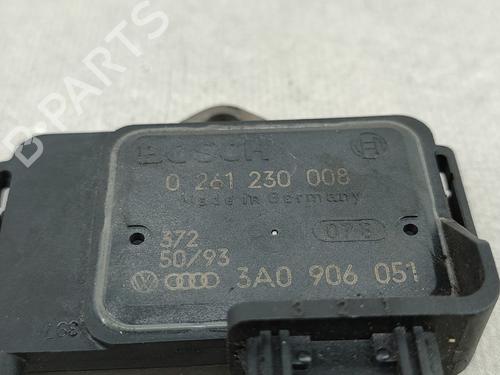 B-PARTS
BOSCH
0 261 230 008
Made in Germany
372
078
50/93
3A0 906 051